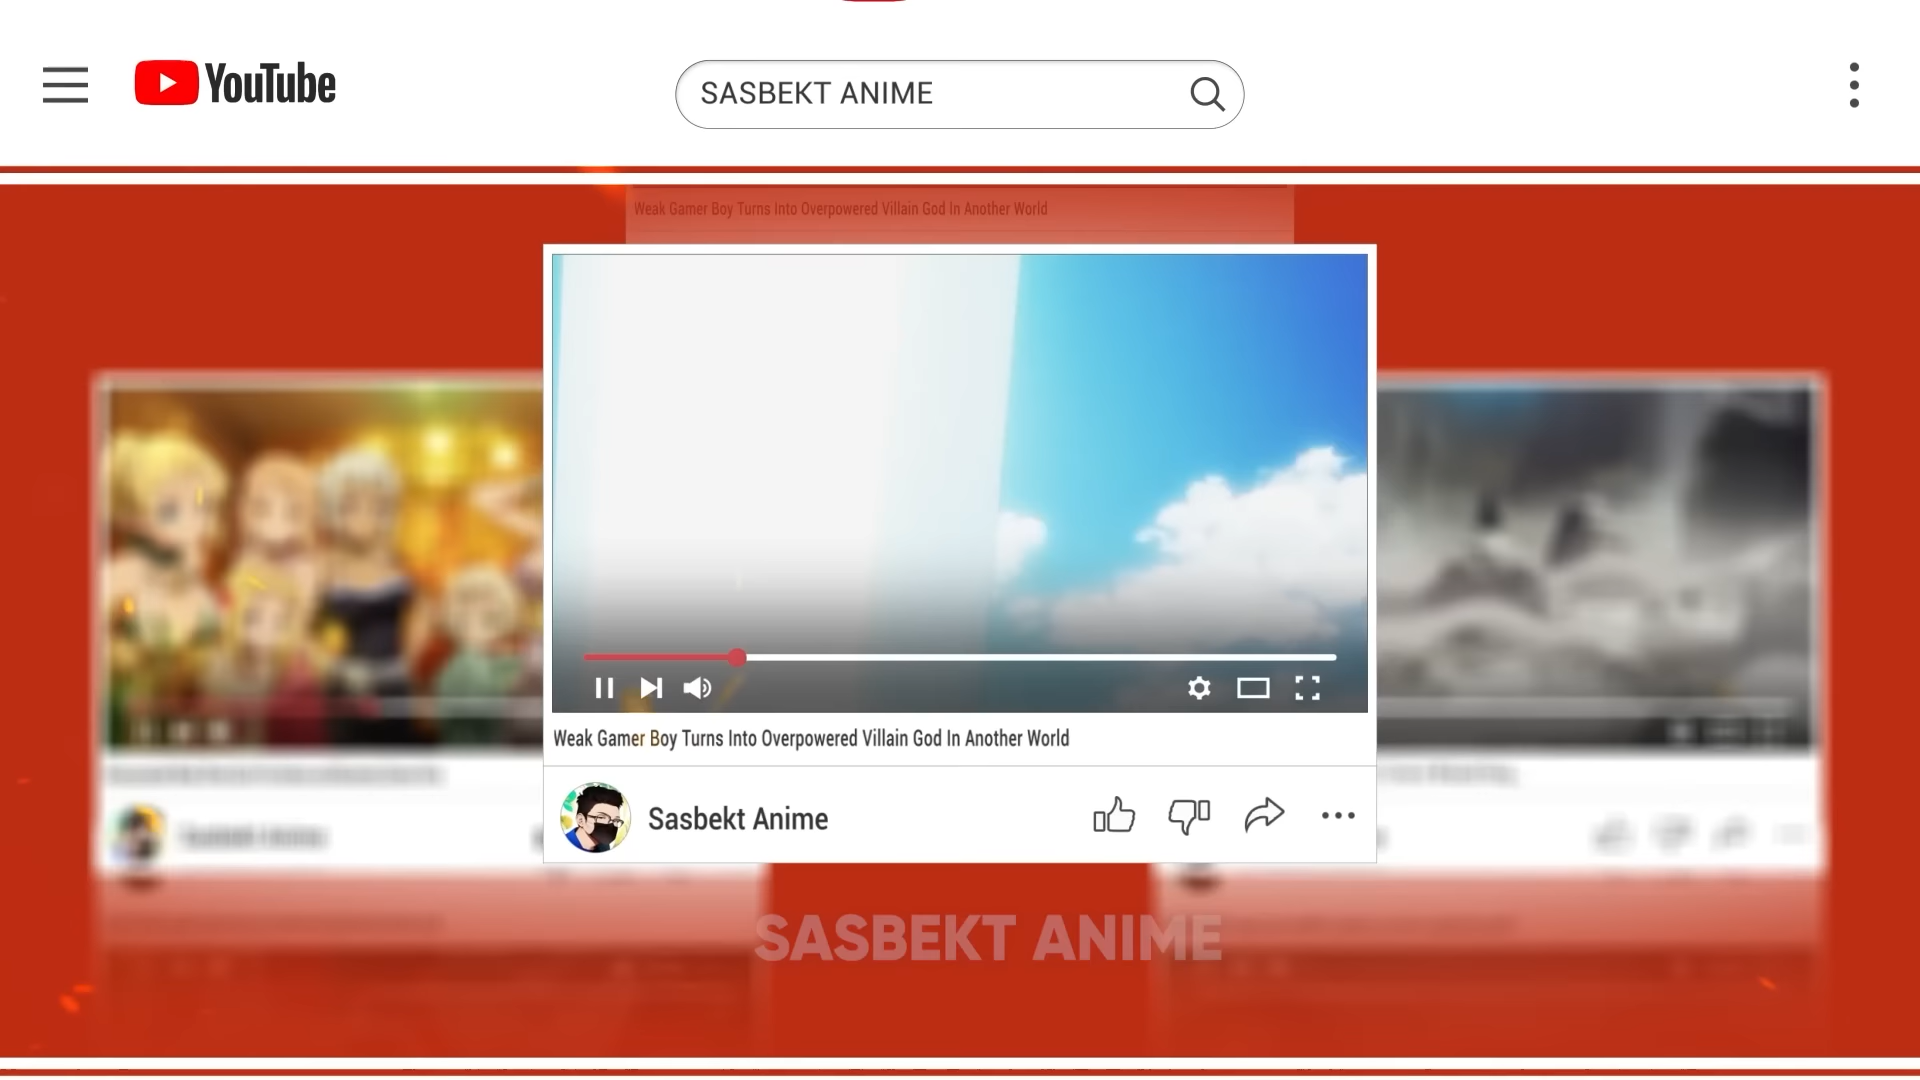 YouTube
SASBEKT ANIME
Weak Gamer Boy Turns Into Overpowered Villain God In Another World
Weak Gamer Boy Turns Into Overpowered Villain God In Another World
Sasbekt Anime
SASBEKT ANIME